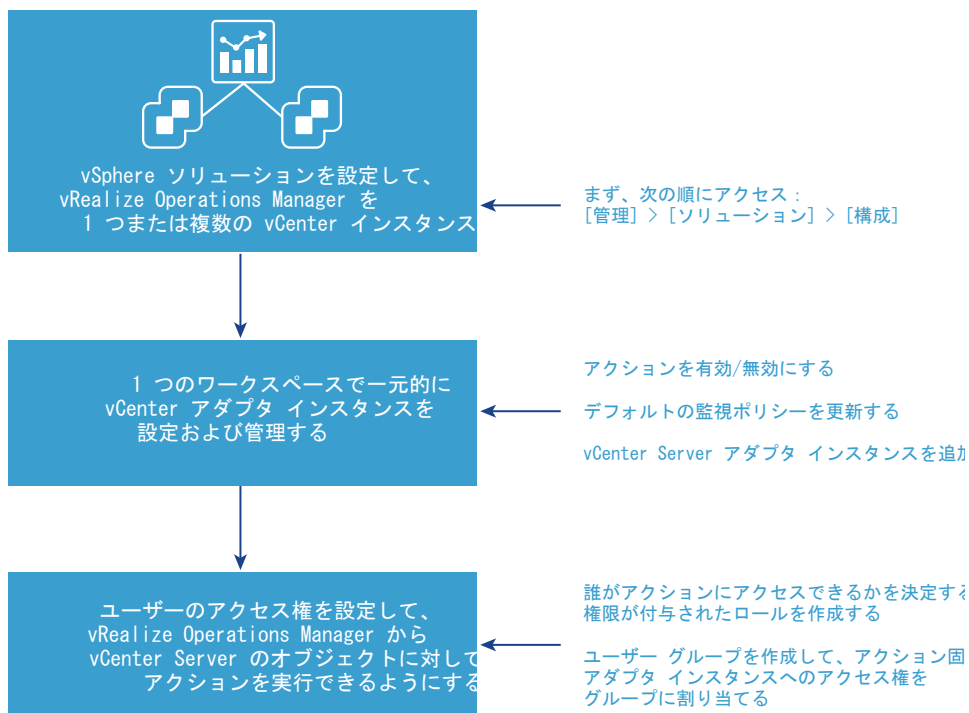 vSphere ソリューションを設定して、
vRealize Operations Manager を
1 つまたは複数の vCenter インスタンス
まず、次の順にアクセス：
[管理] > [ソリューション] > [構成]
1 つのワークスペースで一元的に
vCenter アダプタ インスタンスを
設定および管理する
アクションを有効/無効にする
デフォルトの監視ポリシーを更新する
vCenter Server アダプタ インスタンスを追加
ユーザーのアクセス権を設定して、
vRealize Operations Manager から
vCenter Server のオブジェクトに対して
アクションを実行できるようにする
誰がアクションにアクセスできるかを決定する
権限が付与されたロールを作成する
ユーザー グループを作成して、アクション固
アダプタ インスタンスへのアクセス権を
グループに割り当てる